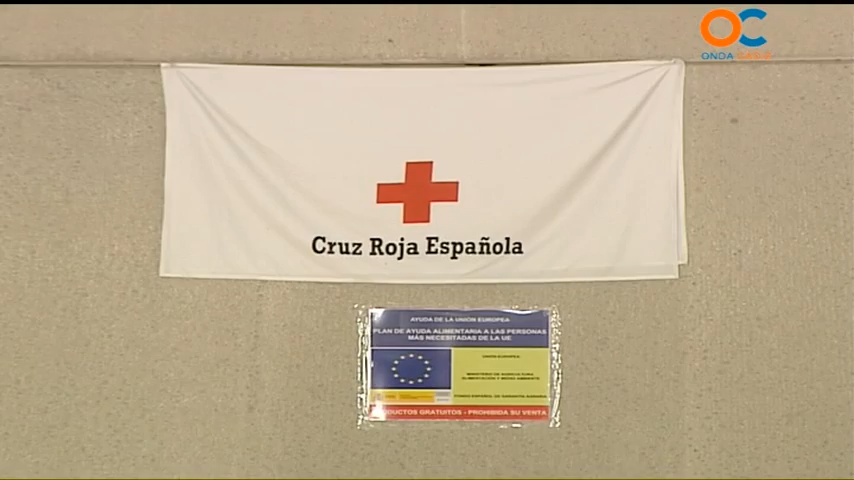 OC
ONDA
Cruz Roja Española
AYUDA DE LA UNIÓN EUROPEA
PLAN DE AYUDA ALIMENTARIA A LAS PERSONAS
MÁS NECESITADAS DE LA UE
UNIÓN EUROPEA
MINISTERIO DE AGRICULTURA
ALIMENTACIÓN Y MEDIO AMBIENTE
FONDO ESPAÑOL DE GARANTÍA AGRARIA
PRODUCTOS GRATUITOS - PROHIBIDA SU VENTA